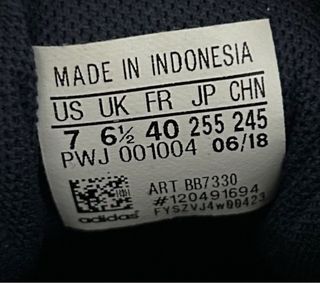 MADE IN INDONESIA
US UK FR JP CHN
7 6½ 40 255 245
PWJ 001004 06/18
ART BB7330
#120491694
adidas FYSZVJ4w00423